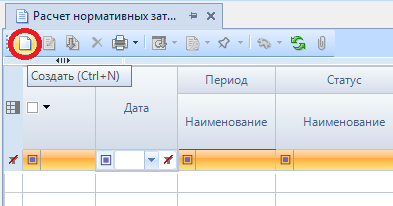 Расчет нормативных зат...
Создать (Ctrl+N)
Дата
Период
Статус
Наименование
Наименование